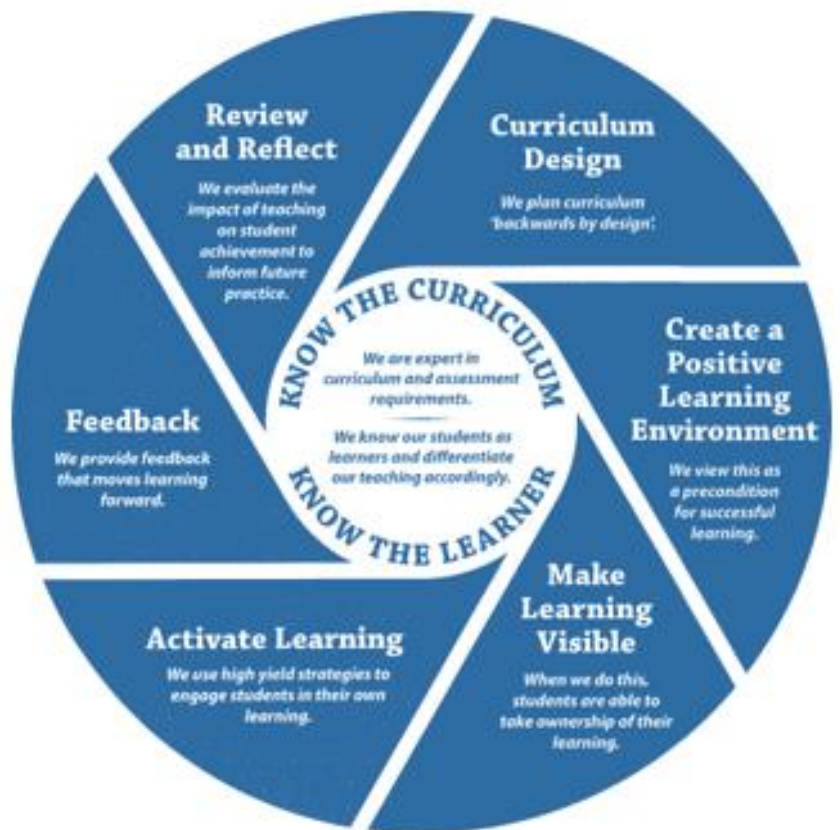 Review
and Reflect
We evaluate the
impact of teaching
on student
achievement to
inform future
practice.
Curriculum
Design
We plan curriculum
'backwards by design'.
Create a
Positive
Learning
Environment
We view this as
a precondition
for successful
learning.
Make
Learning
Visible
When we do this,
students are able to
take ownership of their
learning.
Activate Learning
We use high yield strategies to
engage students in their own
learning.
Feedback
We provide feedback
that moves learning
forward.
KNOW THE CURRICULUM
We are expert in
curriculum and assessment
requirements.
We know our students as
learners and differentiate
our teaching accordingly.
KNOW THE LEARNER